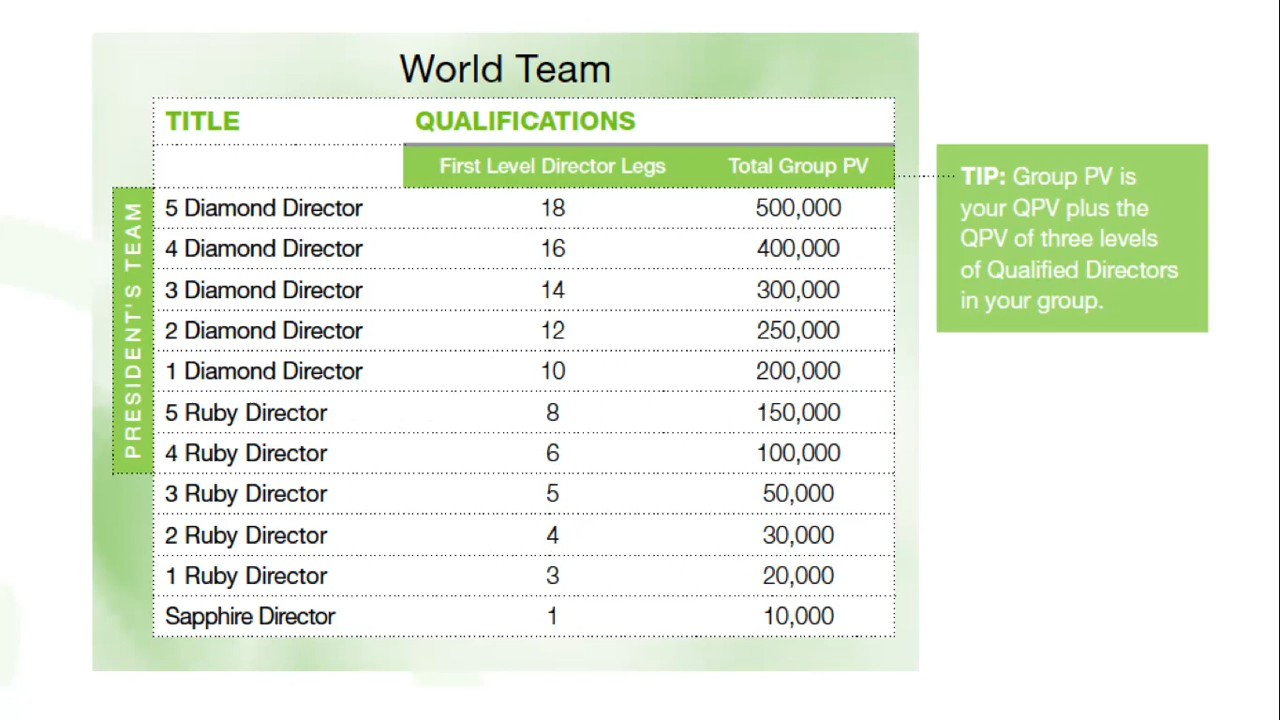 World Team
TITLE QUALIFICATIONS
First Level Director Legs Total Group PV
PRESIDENT'S TEAM
5 Diamond Director 18 500,000
4 Diamond Director 16 400,000
3 Diamond Director 14 300,000
2 Diamond Director 12 250,000
1 Diamond Director 10 200,000
5 Ruby Director 8 150,000
4 Ruby Director 6 100,000
3 Ruby Director 5 50,000
2 Ruby Director 4 30,000
1 Ruby Director 3 20,000
Sapphire Director 1 10,000
TIP: Group PV is
your QPV plus the
QPV of three levels
of Qualified Directors
in your group.